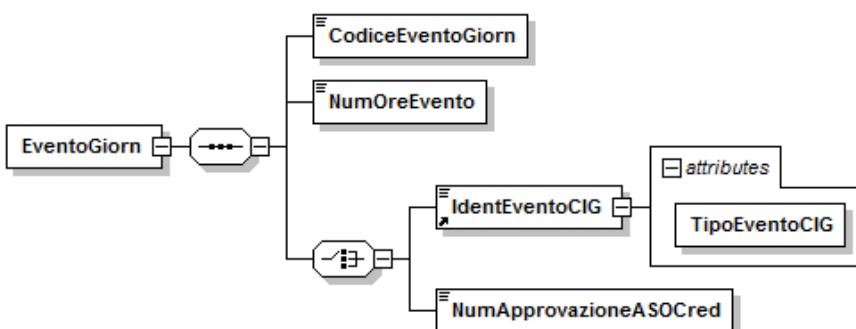 CodiceEventoGiorn
NumOreEvento
EventoGiorn
attributes
IdentEventoCIG
TipoEventoCIG
NumApprovazioneASOCred